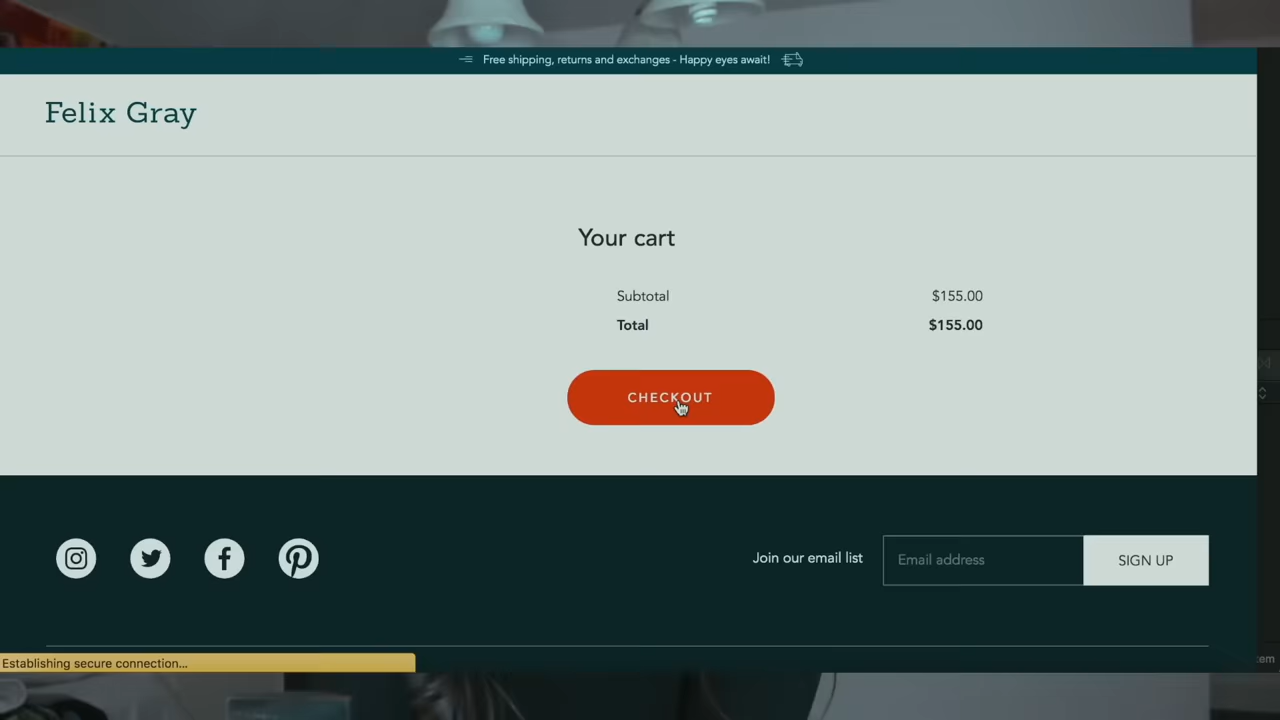 Free shipping, returns and exchanges - Happy eyes await!
Felix Gray
Your cart
Subtotal $155.00
Total $155.00
CHECKOUT
Join our email list
Email address
SIGN UP
Establishing secure connection...